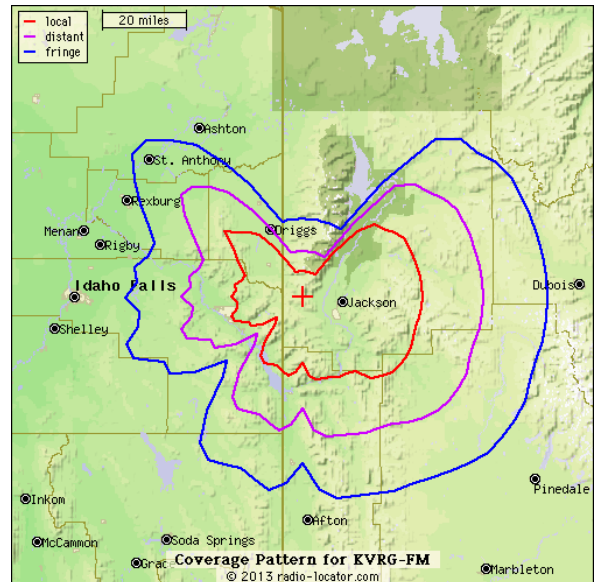 local
distant
fringe
20 miles
Ashton
St. Anthony
Rexburg
Menan
Rigby
Driggs
Idaho Falls
Jackson
Dubois
Shelley
Inkom
Pinedale
Afton
McCammon
Soda Springs
Grac
Coverage Pattern for KVRG-FM
Marbleton
© 2013 radio-locator.com